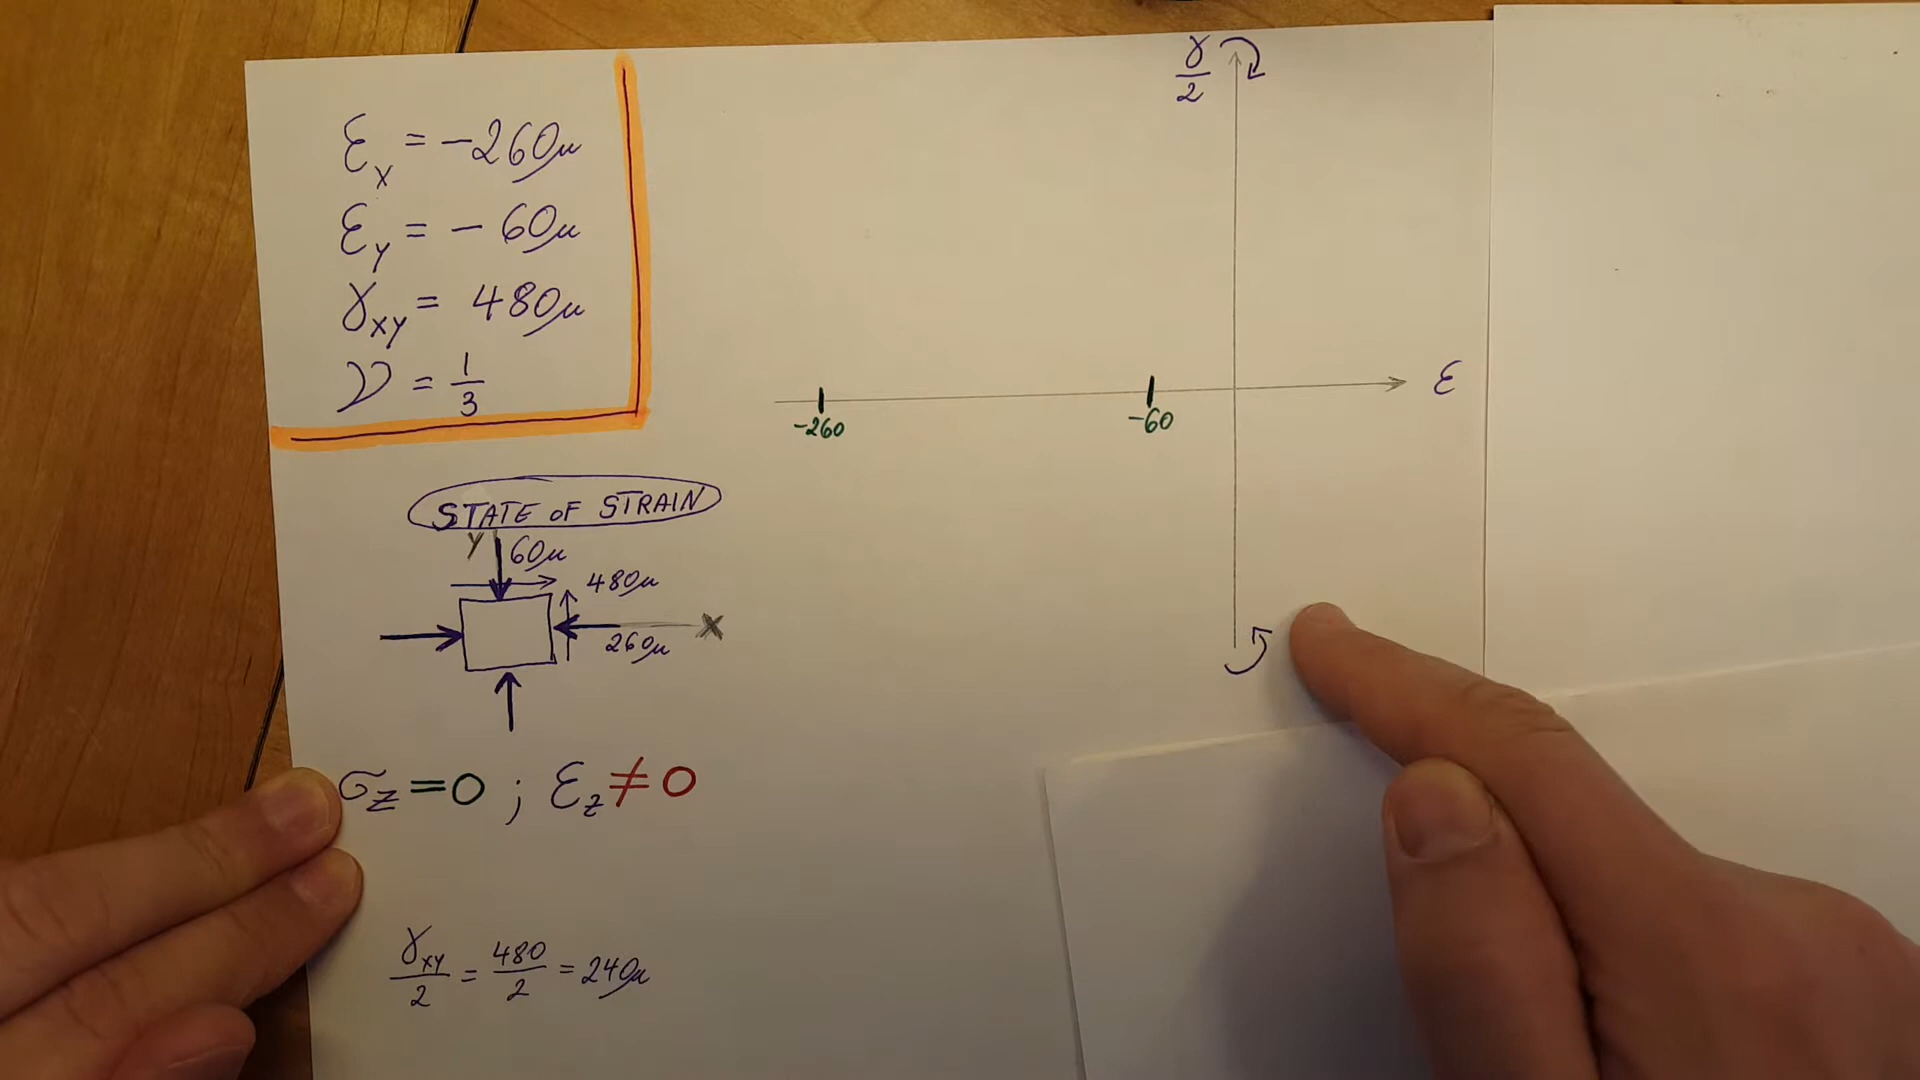 εx = -260μ
εy = - 60μ
γxy = 480μ
ν = 1/3
γ/2
ε
-260
-60
STATE OF STRAIN
y
60μ
480μ
x
260μ
σz = 0 ; εz ≠ 0
γxy/2 = 480/2 = 240μ